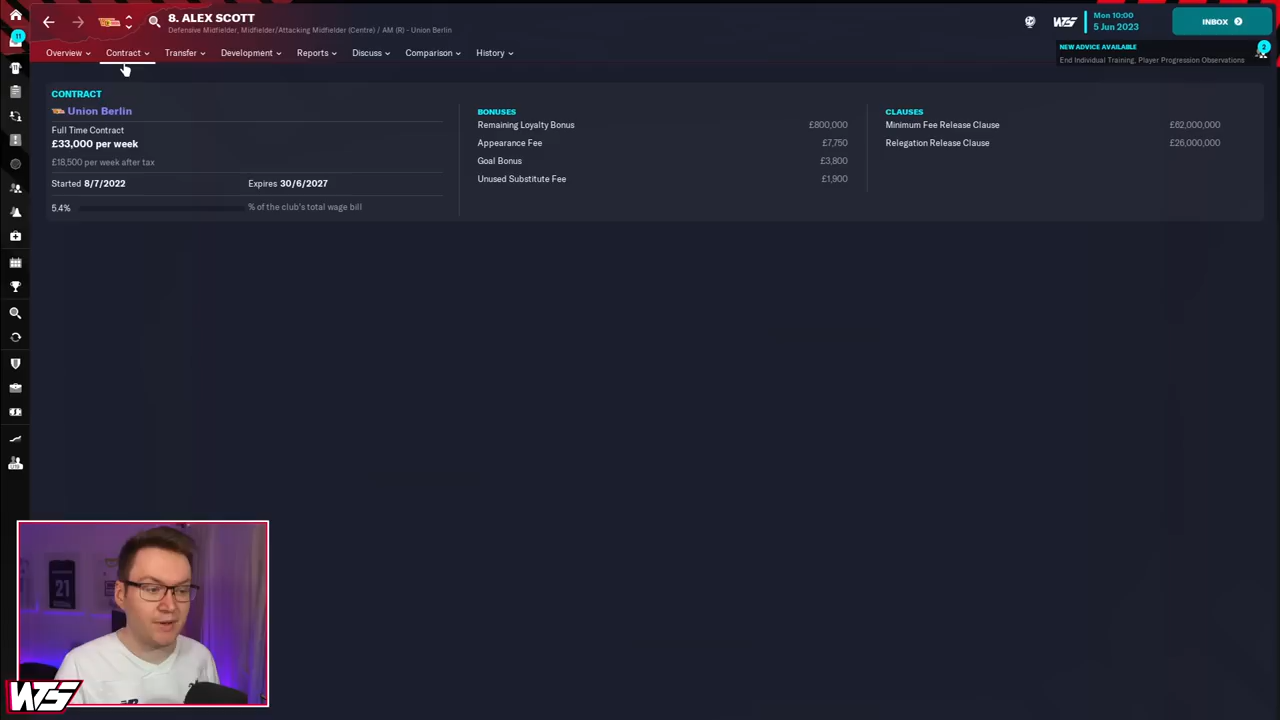 8. ALEX SCOTT
Defensive Midfielder, Midfielder/Attacking Midfielder (Centre) / AM (R) - Union Berlin
WTS
Mon 10:00
5 Jun 2023
INBOX
11
Overview
Contract
Transfer
Development
Reports
Discuss
Comparison
History
NEW ADVICE AVAILABLE
2
End Individual Training, Player Progression Observations
CONTRACT
Union Berlin
Full Time Contract
£33,000 per week
£18,500 per week after tax
Started 8/7/2022
Expires 30/6/2027
5.4%
% of the club's total wage bill
BONUSES
Remaining Loyalty Bonus £800,000
Appearance Fee £7,750
Goal Bonus £3,800
Unused Substitute Fee £1,900
CLAUSES
Minimum Fee Release Clause £62,000,000
Relegation Release Clause £26,000,000
21
WTS